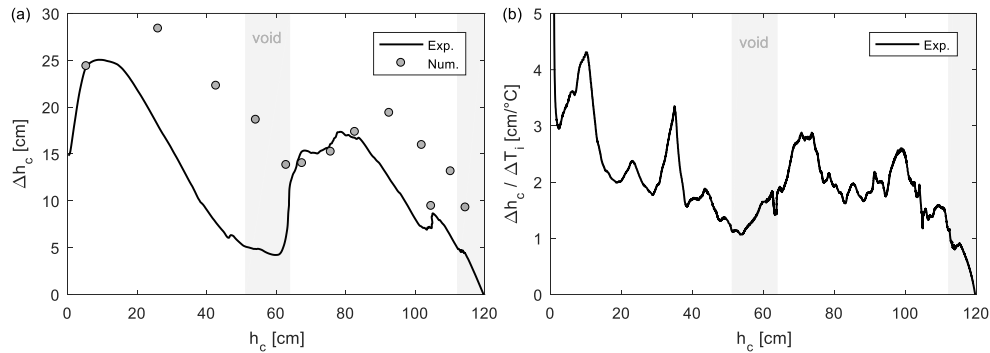 (a)
30
25
20
15
10
5
0
Δh_c [cm]
void
Exp.
Num.
0 20 40 60 80 100 120
h_c [cm]
(b)
5
4
3
2
1
0
Δh_c / ΔT_i [cm/°C]
void
Exp.
0 20 40 60 80 100 120
h_c [cm]